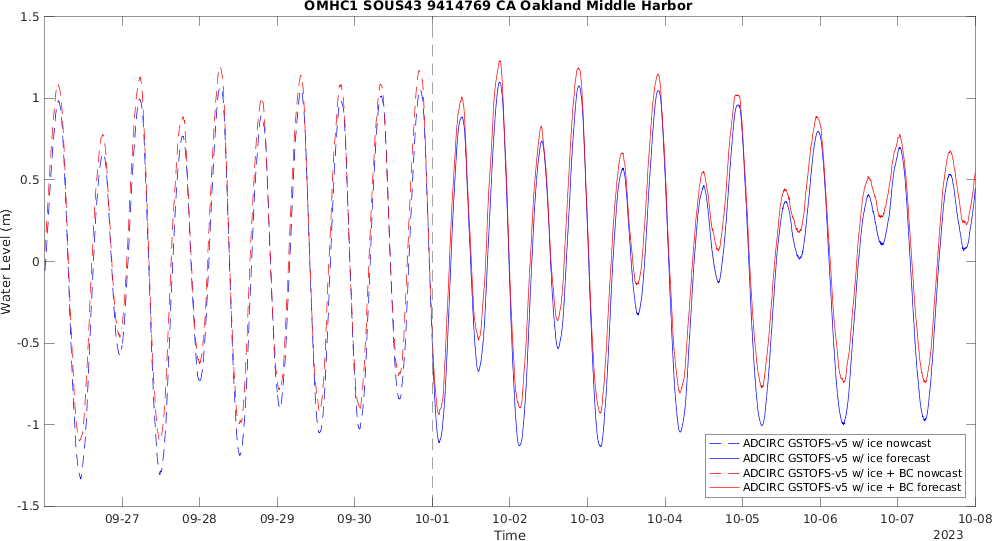 OMHC1 SOUS43 9414769 CA Oakland Middle Harbor
1.5
1
0.5
0
-0.5
-1
-1.5
Water Level (m)
ADCIRC GSTOFS-v5 w/ ice nowcast
ADCIRC GSTOFS-v5 w/ ice forecast
ADCIRC GSTOFS-v5 w/ ice + BC nowcast
ADCIRC GSTOFS-v5 w/ ice + BC forecast
09-27 09-28 09-29 09-30 10-01 10-02 10-03 10-04 10-05 10-06 10-07 10-08
Time
2023